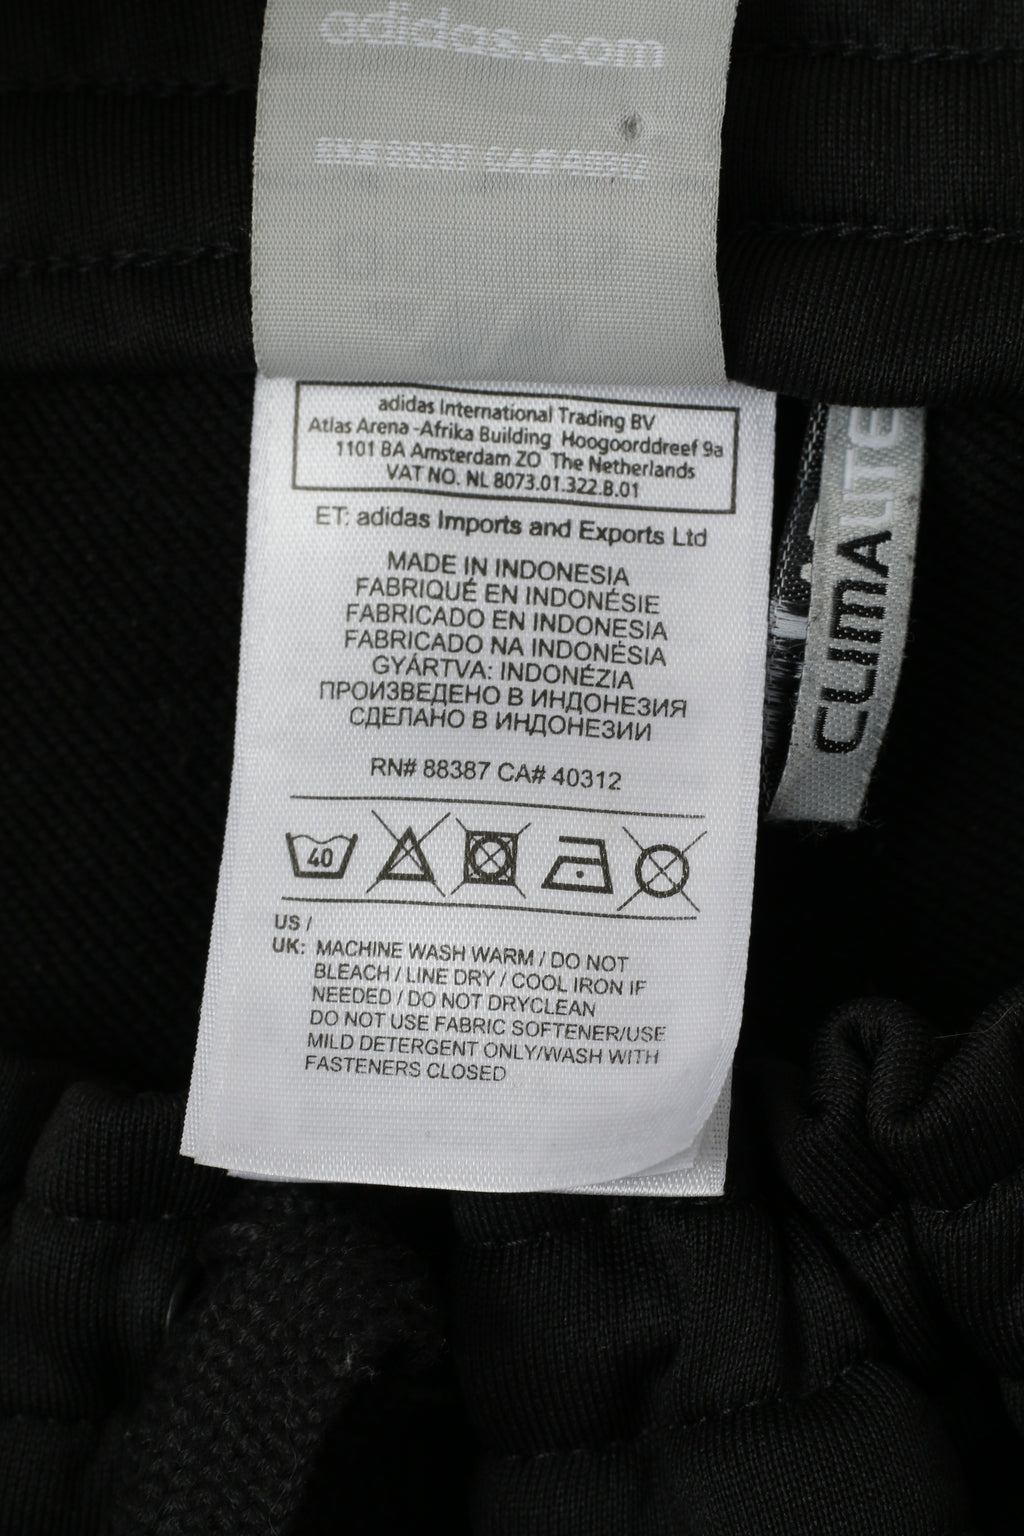 adidas.com
RN# 88387 CA# 40312
adidas International Trading BV
Atlas Arena -Afrika Building Hoogoorddreef 9a
1101 BA Amsterdam ZO The Netherlands
VAT NO. NL 8073.01.322.B.01
ET: adidas Imports and Exports Ltd
MADE IN INDONESIA
FABRIQUÉ EN INDONÉSIE
FABRICADO EN INDONESIA
FABRICADO NA INDONÉSIA
GYÁRTVA: INDONÉZIA
ПРОИЗВЕДЕНО В ИНДОНЕЗИЯ
СДЕЛАНО В ИНДОНЕЗИИ
RN# 88387 CA# 40312
40
US /
UK: MACHINE WASH WARM / DO NOT
BLEACH / LINE DRY / COOL IRON IF
NEEDED / DO NOT DRYCLEAN
DO NOT USE FABRIC SOFTENER/USE
MILD DETERGENT ONLY/WASH WITH
FASTENERS CLOSED
CLIMALITE